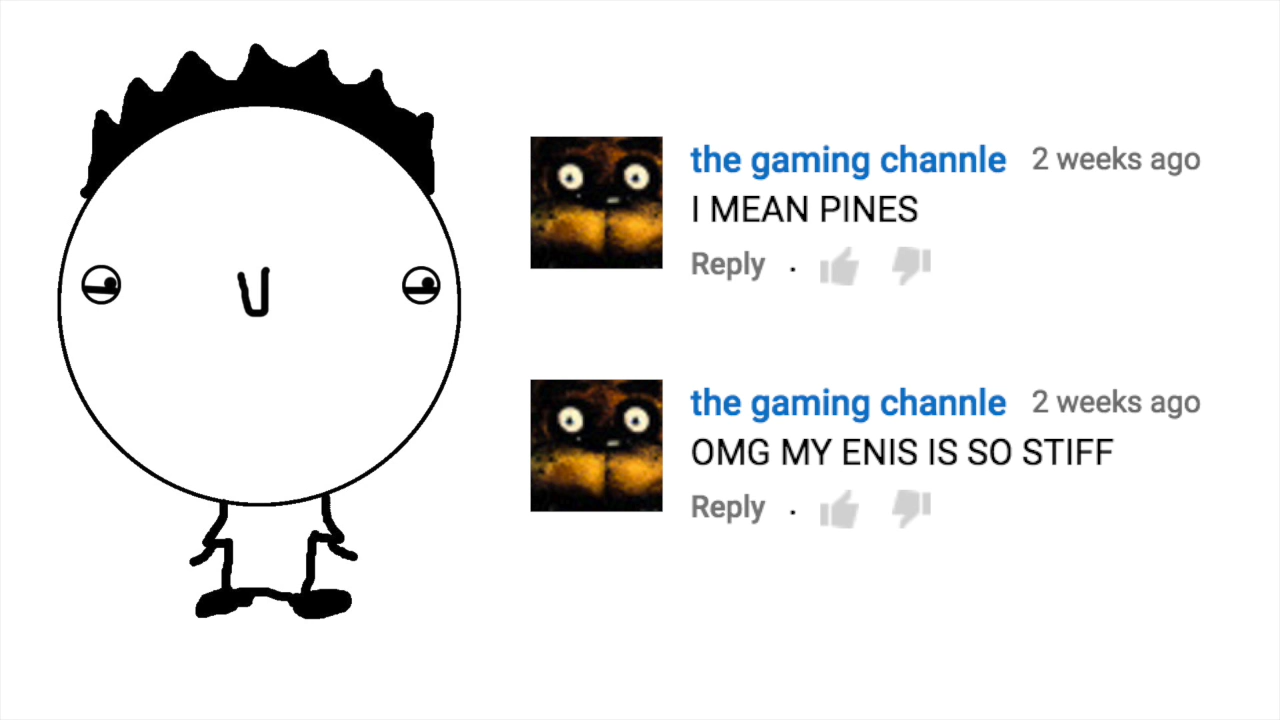 the gaming channle 2 weeks ago
I MEAN PINES
Reply .
the gaming channle 2 weeks ago
OMG MY ENIS IS SO STIFF
Reply .